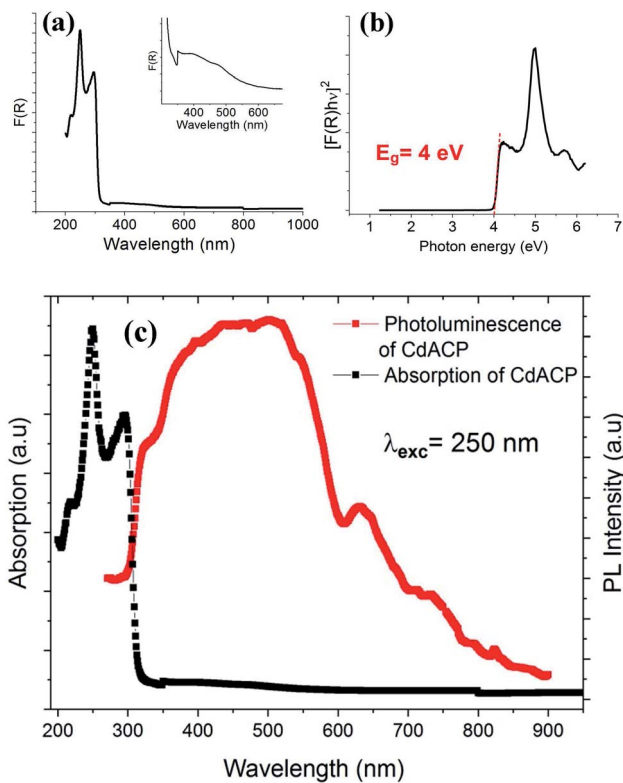 (a)
F(R)
200 400 600 800 1000
Wavelength (nm)
F(R)
400 500 600
Wavelength (nm)
(b)
[F(R)hν]²
E_g= 4 eV
1 2 3 4 5 6 7
Photon energy (eV)
(c)
Photoluminescence
of CdACP
Absorption of CdACP
λ_exc= 250 nm
Absorption (a.u)
PL Intensity (a.u)
200 300 400 500 600 700 800 900
Wavelength (nm)